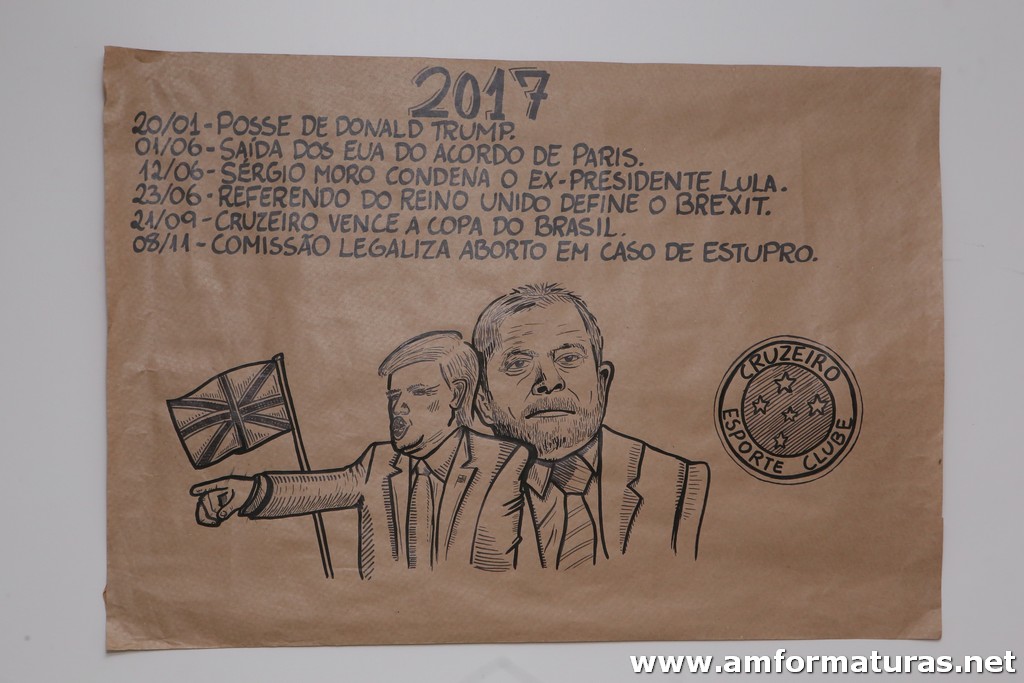 2017
20/01 - POSSE DE DONALD TRUMP.
01/06 - SAÍDA DOS EUA DO ACORDO DE PARIS.
12/06 - SÉRGIO MORO CONDENA O EX-PRESIDENTE LULA.
23/06 - REFERENDO DO REINO UNIDO DEFINE O BREXIT.
21/09 - CRUZEIRO VENCE A COPA DO BRASIL.
08/11 - COMISSÃO LEGALIZA ABORTO EM CASO DE ESTUPRO.
CRUZEIRO
ESPORTE CLUBE
www.amformaturas.net